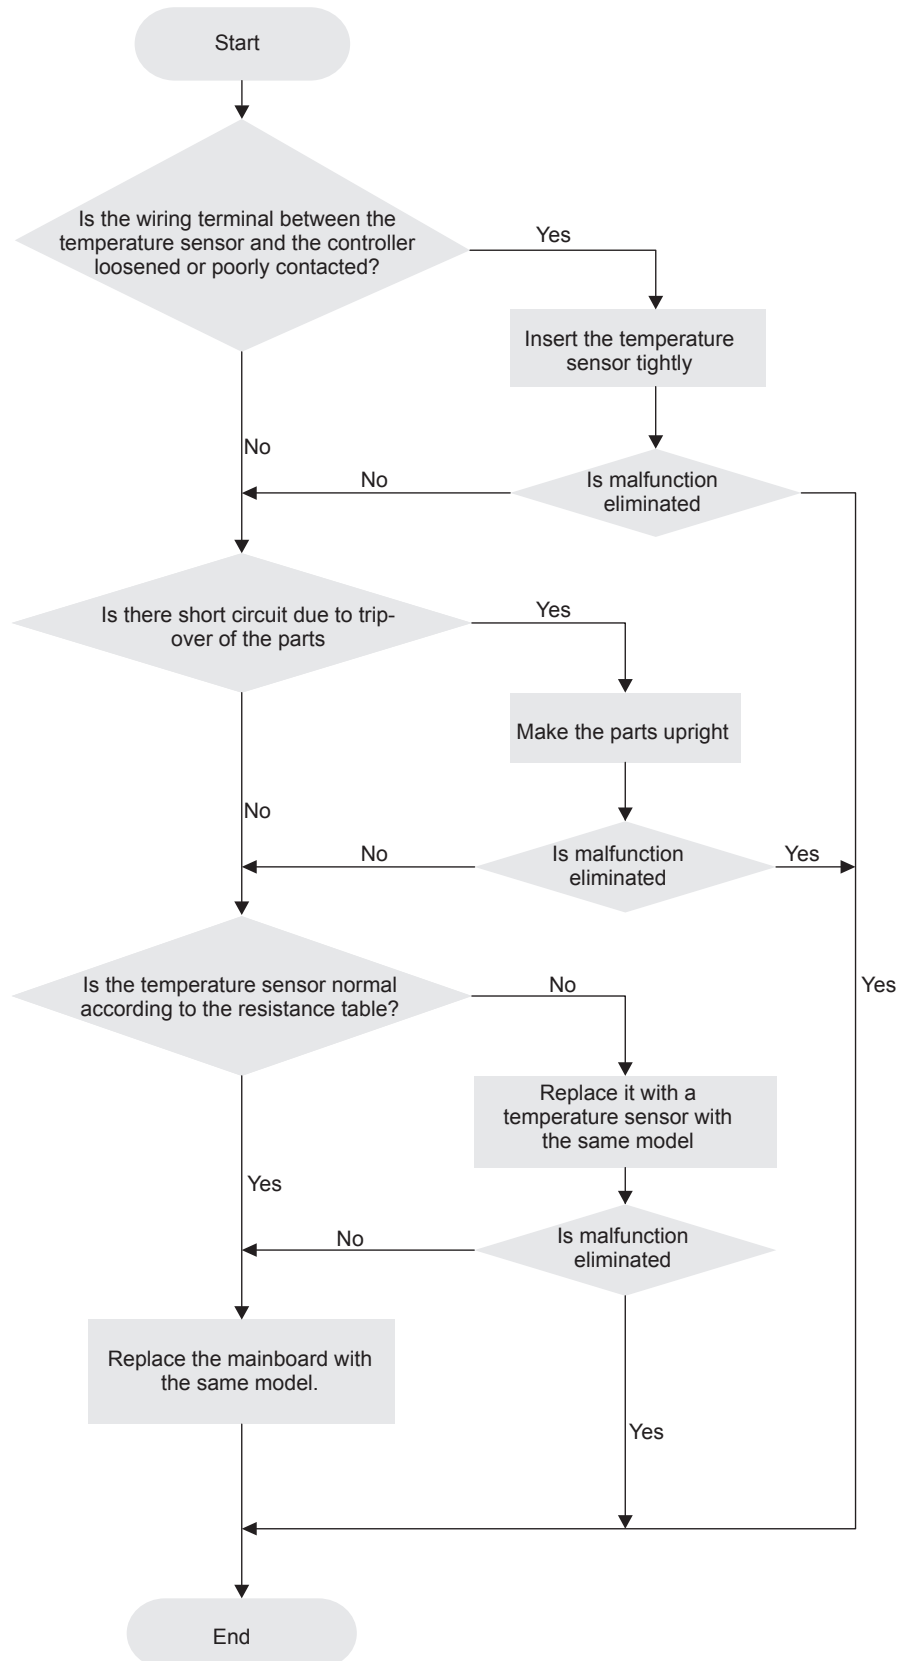 Start
Is the wiring terminal between the
temperature sensor and the controller
loosened or poorly contacted?
Yes
Insert the temperature
sensor tightly
No
No
Is malfunction
eliminated
Is there short circuit due to trip-
over of the parts
Yes
Make the parts upright
No
No
Is malfunction
eliminated
Yes
Is the temperature sensor normal
according to the resistance table?
No
Yes
Replace it with a
temperature sensor with
the same model
Yes
No
Is malfunction
eliminated
Replace the mainboard with
the same model.
Yes
End